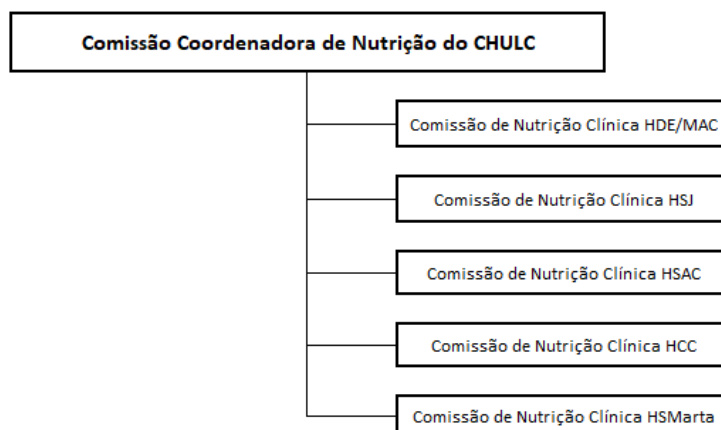 Comissão Coordenadora de Nutrição do CHULC
Comissão de Nutrição Clínica HDE/MAC
Comissão de Nutrição Clínica HSJ
Comissão de Nutrição Clínica HSAC
Comissão de Nutrição Clínica HCC
Comissão de Nutrição Clínica HSMarta